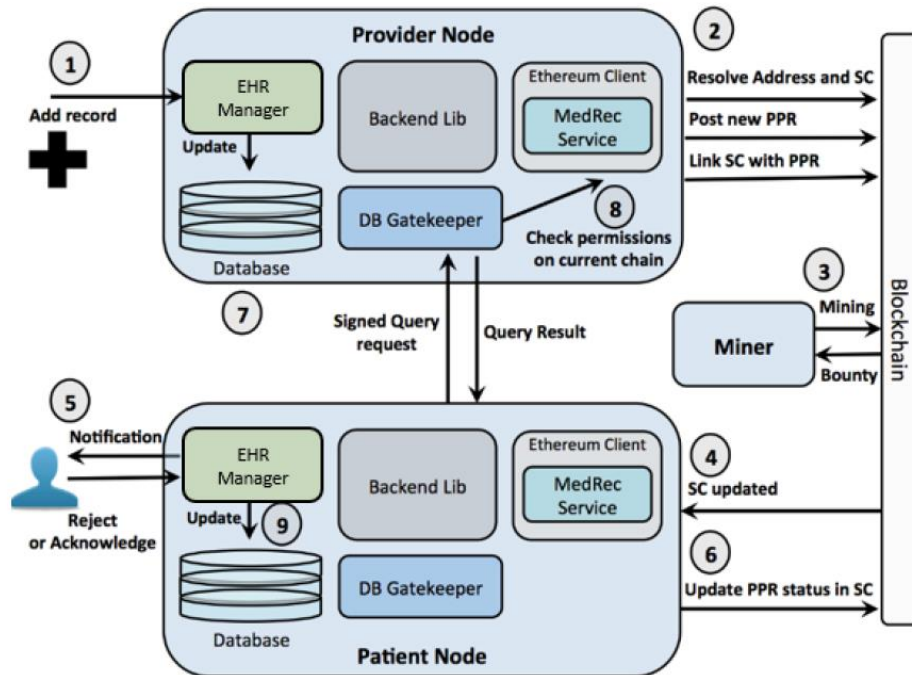 Provider Node
1
Add record
EHR
Manager
Update
Database
Backend Lib
DB Gatekeeper
Ethereum Client
MedRec
Service
8
Check permissions
on current chain
2
Resolve Address and SC
Post new PPR
Link SC with PPR
Blockchain
3
Mining
Miner
Bounty
7
Signed Query
request
Query Result
5
Notification
Reject
or Acknowledge
EHR
Manager
Update
9
Database
Backend Lib
DB Gatekeeper
Ethereum Client
MedRec
Service
Patient Node
4
SC updated
6
Update PPR status in SC